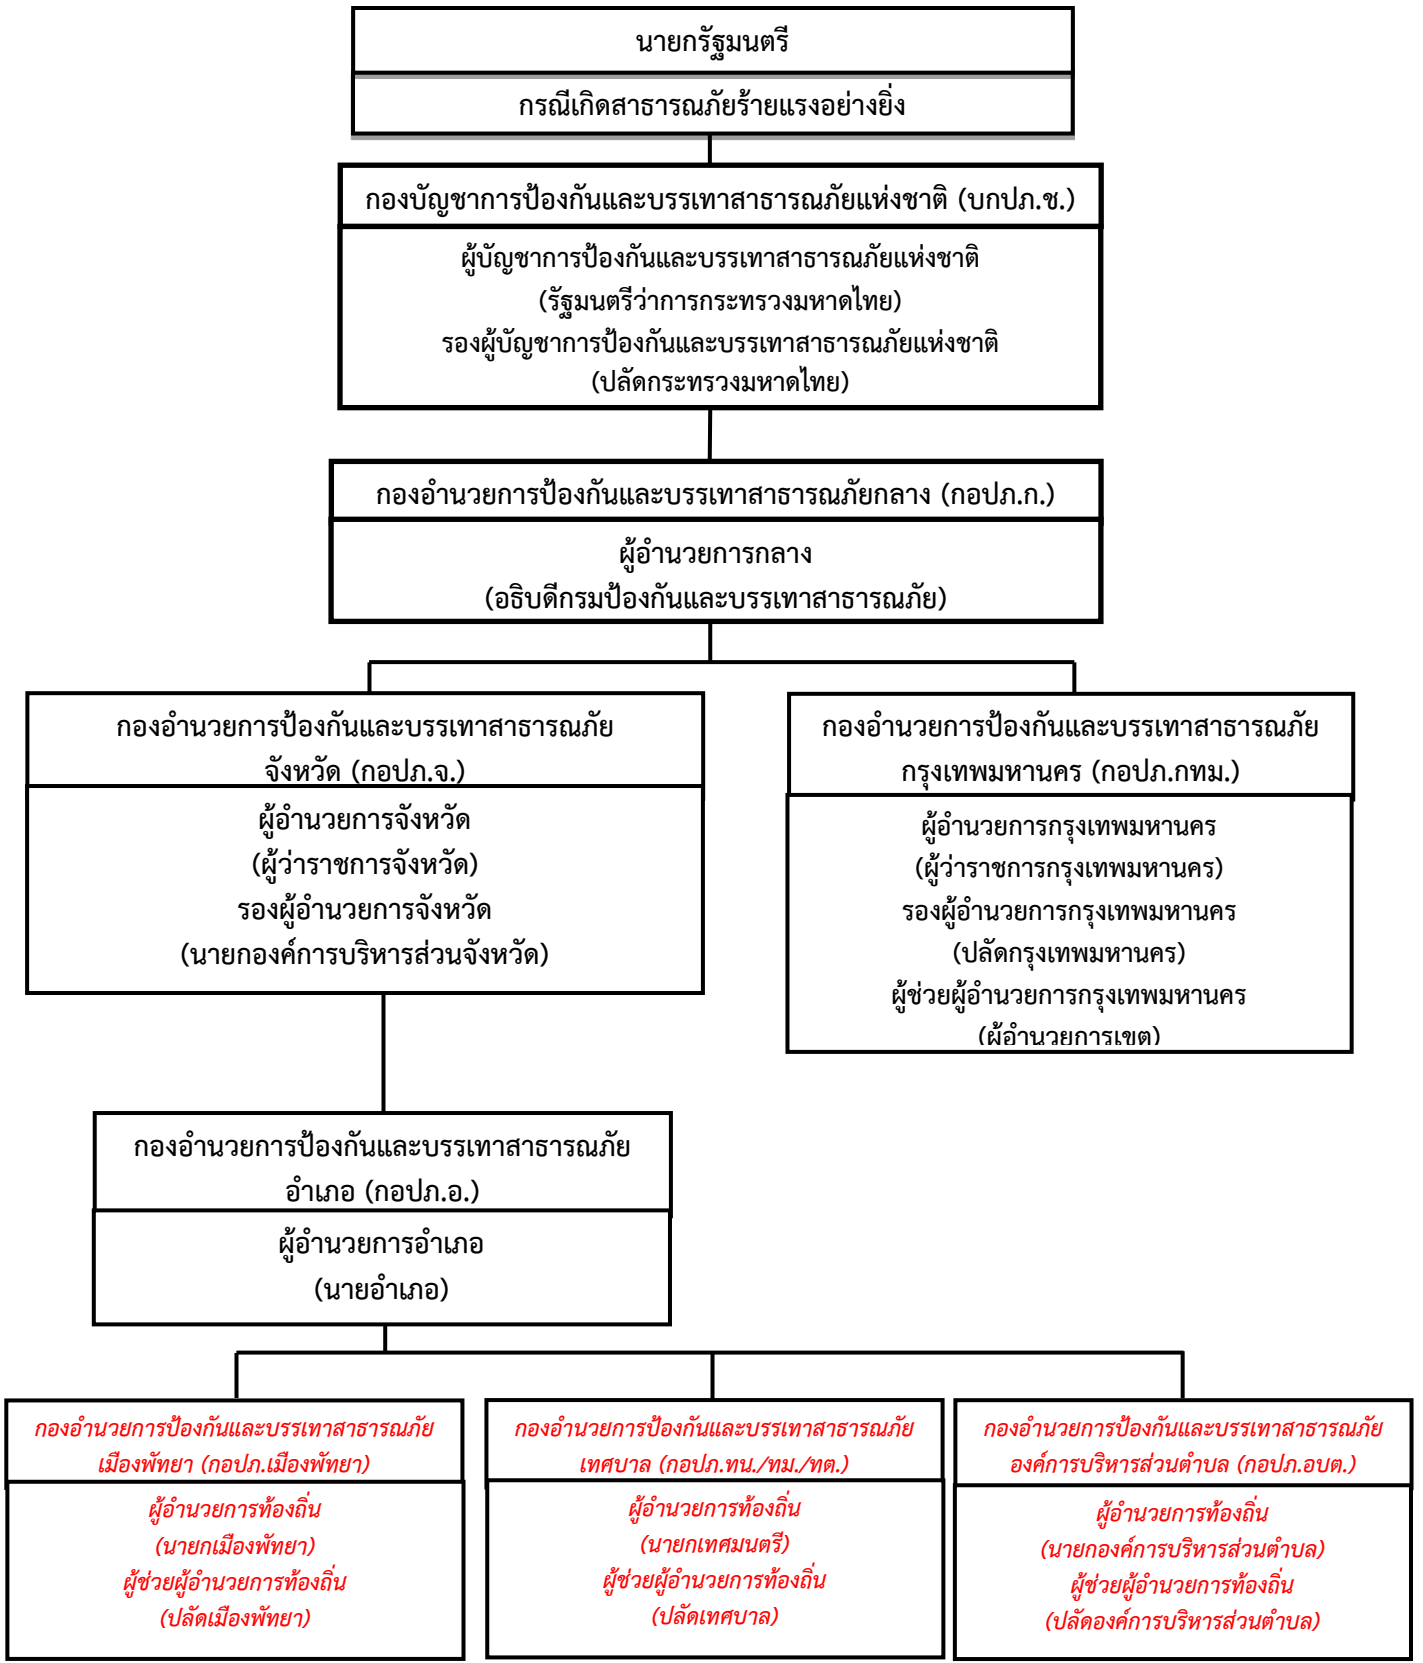 นายกรัฐมนตรี
กรณีเกิดสาธารณภัยร้ายแรงอย่างยิ่ง
กองบัญชาการป้องกันและบรรเทาสาธารณภัยแห่งชาติ (บกปภ.ช.)
ผู้บัญชาการป้องกันและบรรเทาสาธารณภัยแห่งชาติ
(รัฐมนตรีว่าการกระทรวงมหาดไทย)
รองผู้บัญชาการป้องกันและบรรเทาสาธารณภัยแห่งชาติ
(ปลัดกระทรวงมหาดไทย)
กองอำนวยการป้องกันและบรรเทาสาธารณภัยกลาง (กอปภ.ก.)
ผู้อำนวยการกลาง
(อธิบดีกรมป้องกันและบรรเทาสาธารณภัย)
กองอำนวยการป้องกันและบรรเทาสาธารณภัย
จังหวัด (กอปภ.จ.)
ผู้อำนวยการจังหวัด
(ผู้ว่าราชการจังหวัด)
รองผู้อำนวยการจังหวัด
(นายกองค์การบริหารส่วนจังหวัด)
กองอำนวยการป้องกันและบรรเทาสาธารณภัย
กรุงเทพมหานคร (กอปภ.กทม.)
ผู้อำนวยการกรุงเทพมหานคร
(ผู้ว่าราชการกรุงเทพมหานคร)
รองผู้อำนวยการกรุงเทพมหานคร
(ปลัดกรุงเทพมหานคร)
ผู้ช่วยผู้อำนวยการกรุงเทพมหานคร
(ผู้อำนวยการเขต)
กองอำนวยการป้องกันและบรรเทาสาธารณภัย
อำเภอ (กอปภ.อ.)
ผู้อำนวยการอำเภอ
(นายอำเภอ)
กองอำนวยการป้องกันและบรรเทาสาธารณภัย
เมืองพัทยา (กอปภ.เมืองพัทยา)
ผู้อำนวยการท้องถิ่น
(นายกเมืองพัทยา)
ผู้ช่วยผู้อำนวยการท้องถิ่น
(ปลัดเมืองพัทยา)
กองอำนวยการป้องกันและบรรเทาสาธารณภัย
เทศบาล (กอปภ.ทน./ทม./ทต.)
ผู้อำนวยการท้องถิ่น
(นายกเทศมนตรี)
ผู้ช่วยผู้อำนวยการท้องถิ่น
(ปลัดเทศบาล)
กองอำนวยการป้องกันและบรรเทาสาธารณภัย
องค์การบริหารส่วนตำบล (กอปภ.อบต.)
ผู้อำนวยการท้องถิ่น
(นายกองค์การบริหารส่วนตำบล)
ผู้ช่วยผู้อำนวยการท้องถิ่น
(ปลัดองค์การบริหารส่วนตำบล)